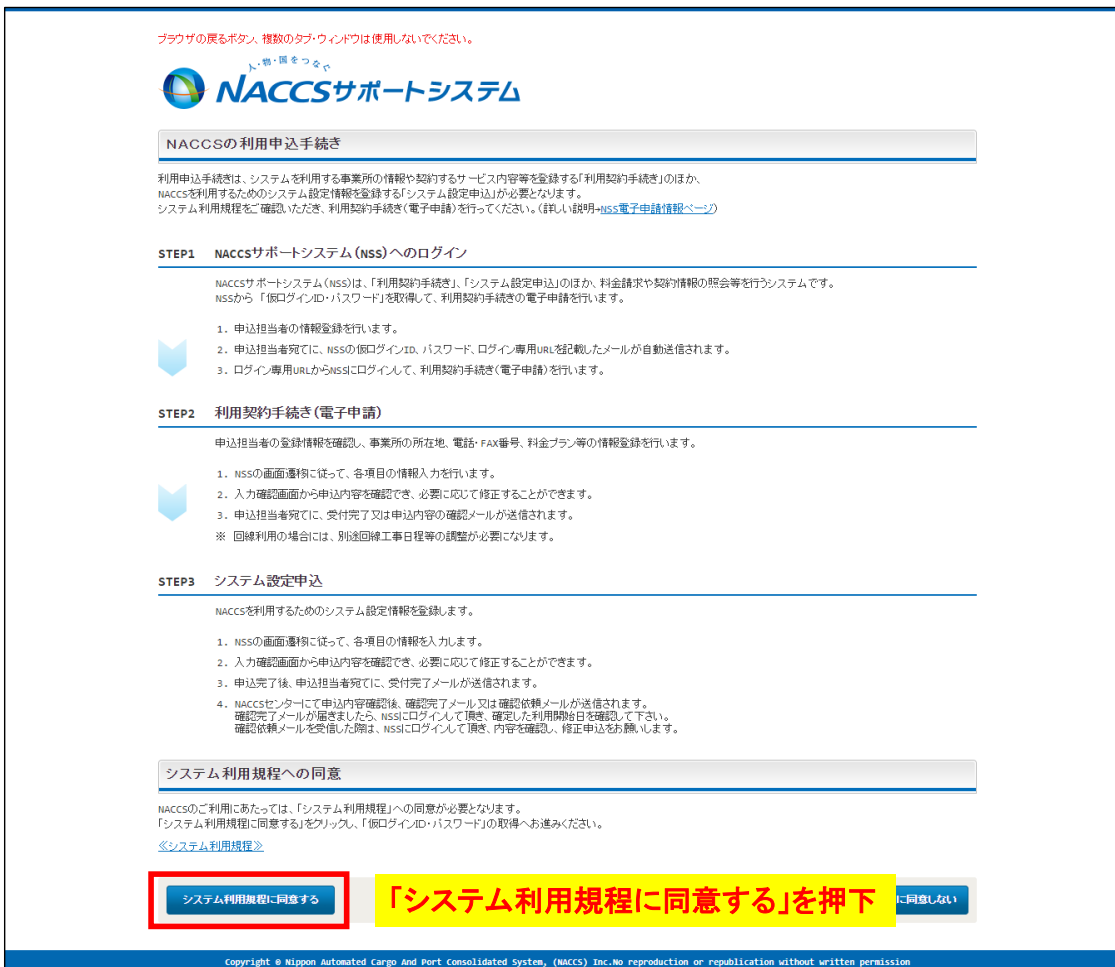 ブラウザの戻るボタン、複数のタブ・ウィンドウは使用しないでください。
人・物・国をつなぐ
NACCSサポートシステム
NACCSの利用申込手続き
利用申込手続きは、システムを利用する事業所の情報や契約するサービス内容等を登録する「利用契約手続き」のほか、
NACCSを利用するためのシステム設定情報を登録する「システム設定申込」が必要となります。
システム利用規程をご確認いただき、利用契約手続き(電子申請)を行ってください。(詳しい説明→NSS電子申請情報ページ)
STEP1 NACCSサポートシステム(NSS)へのログイン
NACCSサポートシステム(NSS)は、「利用契約手続き」、「システム設定申込」のほか、料金請求や契約情報の照会等を行うシステムです。
NSSから 「仮ログインID・パスワード」を取得して、利用契約手続きの電子申請を行います。
1. 申込担当者の情報登録を行います。
2. 申込担当者宛てに、NSSの仮ログインID、パスワード、ログイン専用URLを記載したメールが自動送信されます。
3. ログイン専用URLからNSSにログインして、利用契約手続き(電子申請)を行います。
STEP2 利用契約手続き(電子申請)
申込担当者の登録情報を確認し、事業所の所在地、電話・FAX番号、料金プラン等の情報登録を行います。
1. NSSの画面遷移に従って、各項目の情報入力を行います。
2. 入力確認画面から申込内容を確認でき、必要に応じて修正することができます。
3. 申込担当者宛てに、受付完了又は申込内容の確認メールが送信されます。
※ 回線利用の場合には、別途回線工事日程等の調整が必要になります。
STEP3 システム設定申込
NACCSを利用するためのシステム設定情報を登録します。
1. NSSの画面遷移に従って、各項目の情報を入力します。
2. 入力確認画面から申込内容を確認でき、必要に応じて修正することができます。
3. 申込完了後、申込担当者宛てに、受付完了メールが送信されます。
4. NACCSセンターにて申込内容確認後、確認完了メール又は確認依頼メールが送信されます。
確認完了メールが届きましたら、NSSにログインして頂き、確定した利用開始日を確認して下さい。
確認依頼メールを受信した際は、NSSにログインして頂き、内容を確認し、修正申込をお願いします。
システム利用規程への同意
NACCSのご利用にあたっては、「システム利用規程」への同意が必要となります。
「システム利用規程に同意する」をクリックし、「仮ログインID・パスワード」の取得へお進みください。
≪システム利用規程≫
システム利用規程に同意する 「システム利用規程に同意する」を押下 に同意しない
Copyright © Nippon Automated Cargo And Port Consolidated System, (NACCS) Inc.No reproduction or republication without written permission